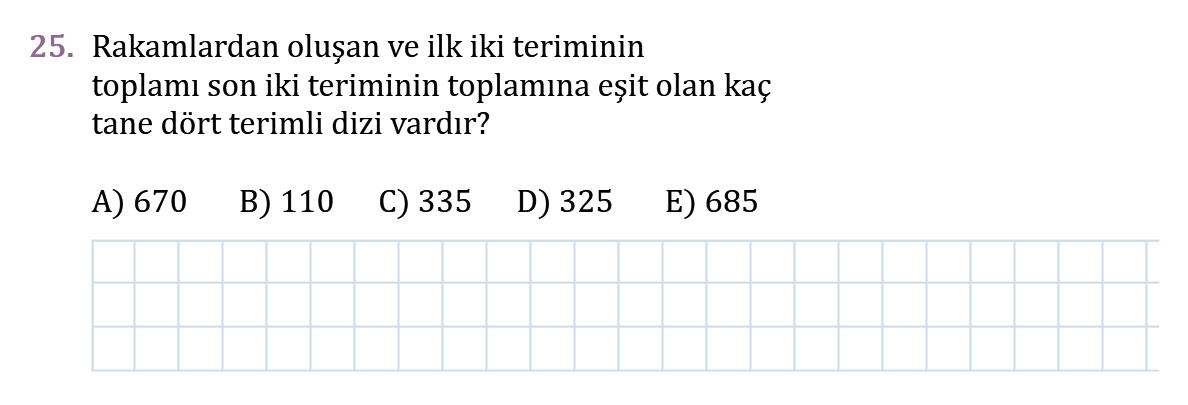 25. Rakamlardan oluşan ve ilk iki teriminin
toplamı son iki teriminin toplamına eşit olan kaç
tane dört terimli dizi vardır?
A) 670 B) 110 C) 335 D) 325 E) 685